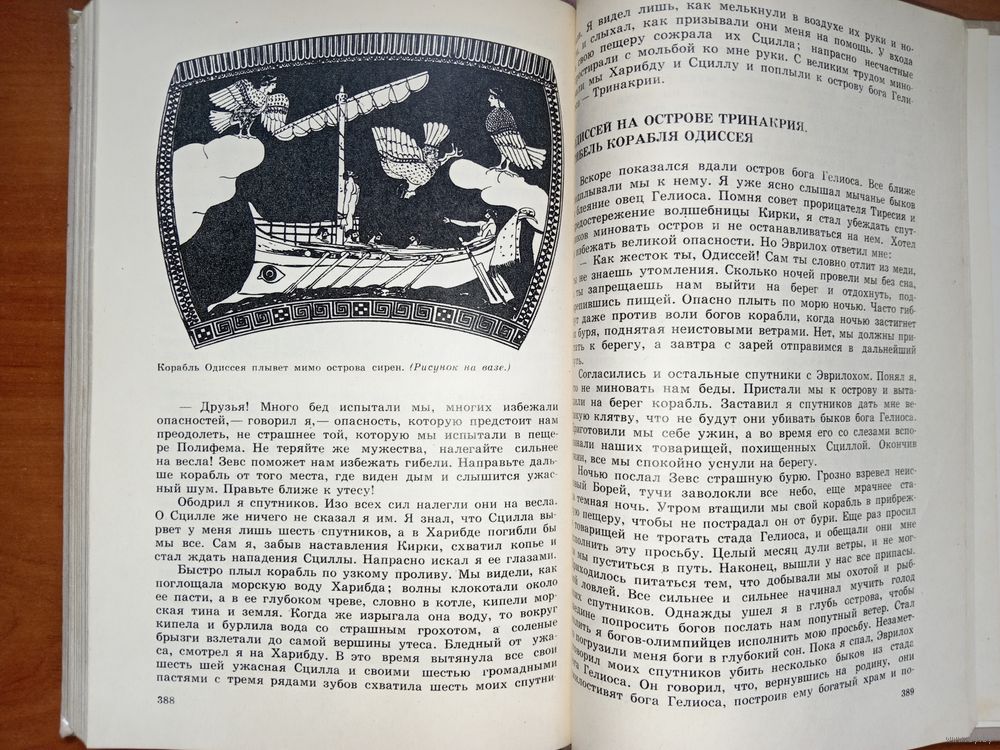 Корабль Одиссея плывет мимо острова сирен. (Рисунок на вазе.)
— Друзья! Много бед испытали мы, многих избежали
опасностей,— говорил я,— опасность, которую предстоит нам
преодолеть, не страшнее той, которую мы испытали в пеще-
ре Полифема. Не теряйте же мужества, налегайте сильнее
на весла! Зевс поможет нам избежать гибели. Направьте даль-
ше корабль от того места, где виден дым и слышится ужас-
ный шум. Правьте ближе к утесу!
Ободрил я спутников. Изо всех сил налегли они на весла.
О Сцилле же ничего не сказал я им. Я знал, что Сцилла вы-
рвет у меня лишь шесть спутников, а в Харибде погибли бы
мы все. Сам я, забыв наставления Кирки, схватил копье и
стал ждать нападения Сциллы. Напрасно искал я ее глазами.
Быстро плыл корабль по узкому проливу. Мы видели, как
поглощала морскую воду Харибда; волны клокотали около
ее пасти, а в ее глубоком чреве, словно в котле, кипели мор-
ская тина и земля. Когда же изрыгала она воду, то вокруг
кипела и бурлила вода со страшным грохотом, а соленые
брызги взлетали до самой вершины утеса. Бледный от ужа-
са, смотрел я на Харибду. В это время вытянула все свои
шесть шей ужасная Сцилла и своими шестью громадными
пастями с тремя рядами зубов схватила шесть моих спутни-
388
Я видел лишь, как мелькнули в воздухе их руки и но-
и слыхал, как призывали они меня на помощь. У входа
свою пещеру сожрала их Сцилла; напрасно несчастные
простирали с мольбой ко мне руки. С великим трудом мино-
мы Харибду и Сциллу и поплыли к острову бога Гели-
— Тринакрии.
ОДИССЕЙ НА ОСТРОВЕ ТРИНАКРИЯ.
ГИБЕЛЬ КОРАБЛЯ ОДИССЕЯ
Вскоре показался вдали остров бога Гелиоса. Все ближе
подплывали мы к нему. Я уже ясно слышал мычанье быков
блеяние овец Гелиоса. Помня совет прорицателя Тиресия и
предостережение волшебницы Кирки, я стал убеждать спут-
ников миновать остров и не останавливаться на нем. Хотел
избежать великой опасности. Но Эврилох ответил мне:
— Как жесток ты, Одиссей! Сам ты словно отлит из меди,
ты не знаешь утомления. Сколько ночей провели мы без сна,
ты запрещаешь нам выйти на берег и отдохнуть, под-
крепившись пищей. Опасно плыть по морю ночью. Часто гиб-
нут даже против воли богов корабли, когда ночью застигнет
буря, поднятая неистовыми ветрами. Нет, мы должны при-
к берегу, а завтра с зарей отправимся в дальнейший
путь.
Согласились и остальные спутники с Эврилохом. Понял я,
что не миновать нам беды. Пристали мы к острову и выта-
щили на берег корабль. Заставил я спутников дать мне ве-
ликую клятву, что не будут они убивать быков бога Гелиоса.
Приготовили мы себе ужин, а во время его со слезами вспо-
минали наших товарищей, похищенных Сциллой. Окончив
ужин, все мы спокойно уснули на берегу.
Ночью послал Зевс страшную бурю. Грозно взревел неис-
товый Борей, тучи заволокли все небо, еще мрачнее ста-
темная ночь. Утром втащили мы свой корабль в прибреж-
ную пещеру, чтобы не пострадал он от бури. Еще раз просил
товарищей не трогать стада Гелиоса, и обещали они мне
исполнить эту просьбу. Целый месяц дули ветры, и не мог-
мы пуститься в путь. Наконец, вышли у нас все припасы.
Приходилось питаться тем, что добывали мы охотой и рыб-
ной ловлей. Все сильнее и сильнее начинал мучить голод
спутников. Однажды ушел я в глубь острова, чтобы
попросить богов послать нам попутный ветер. Стал
я богов-олимпийцев исполнить мою просьбу. Незамет-
погрузили меня боги в глубокий сон. Пока я спал, Эврилох
моих спутников убить несколько быков из стада
бога Гелиоса. Он говорил, что, вернувшись на родину, они
умилостивят бога Гелиоса, построив ему богатый храм и по-
389